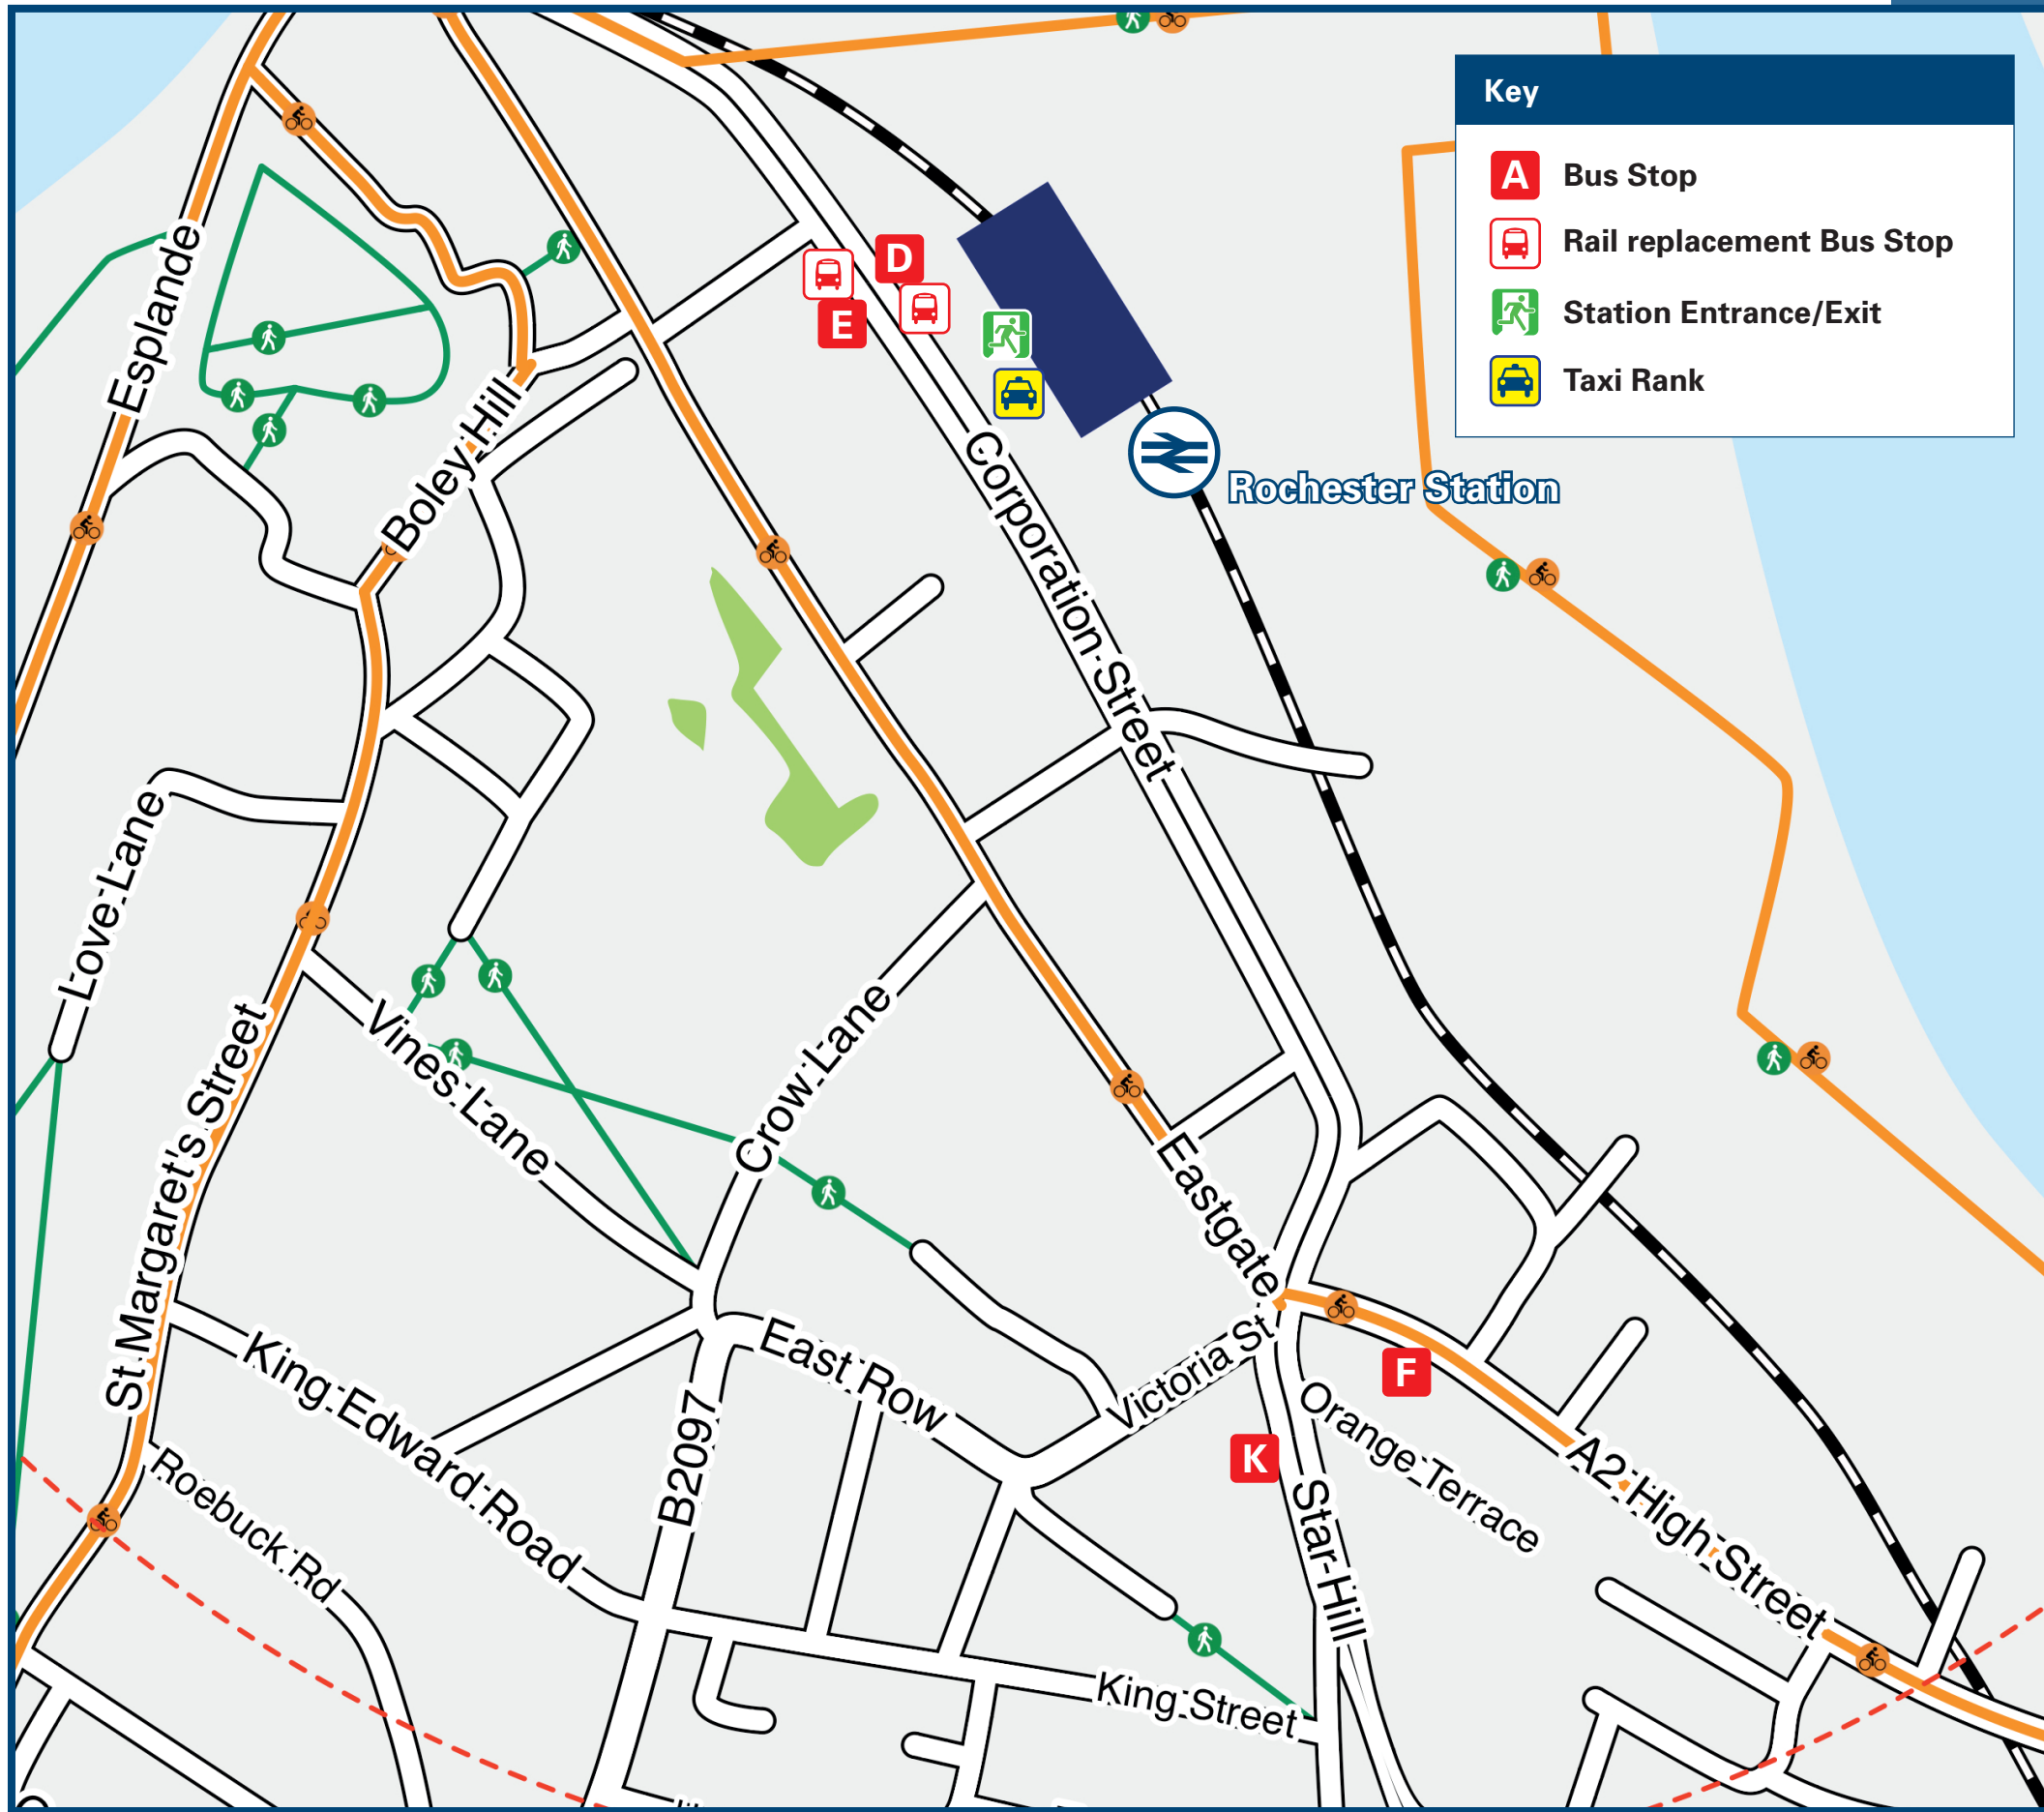 Key
A Bus Stop
Rail replacement Bus Stop
Station Entrance/Exit
Taxi Rank
D
E
Esplande
Boley Hill
Corporation Street
Rochester Station
Love Lane
Vines Lane
Crow Lane
St Margaret's Street
Eastgate
King Edward Road
East Row
Victoria St
F
K
Orange Terrace
B2097
Star Hill
A2 High Street
Roebuck Rd
King Street